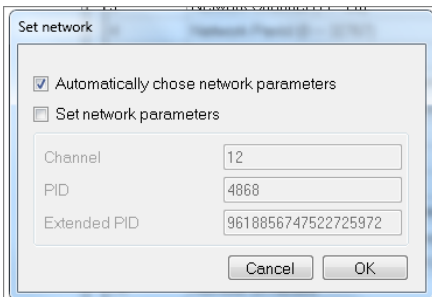 Set network
Automatically chose network parameters
Set network parameters
Channel 12
PID 4868
Extended PID 9618856747522725972
Cancel OK